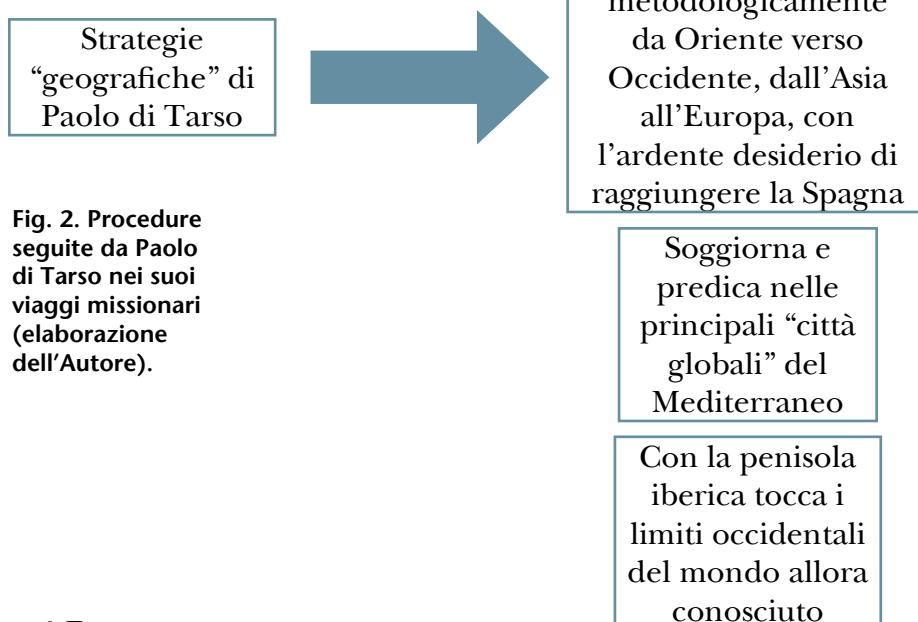 Strategie
“geografiche” di
Paolo di Tarso
metodologicamente
da Oriente verso
Occidente, dall’Asia
all’Europa, con
l’ardente desiderio di
raggiungere la Spagna
Fig. 2. Procedure
seguite da Paolo
di Tarso nei suoi
viaggi missionari
(elaborazione
dell’Autore).
Soggiorna e
predica nelle
principali “città
globali” del
Mediterraneo
Con la penisola
iberica tocca i
limiti occidentali
del mondo allora
conosciuto